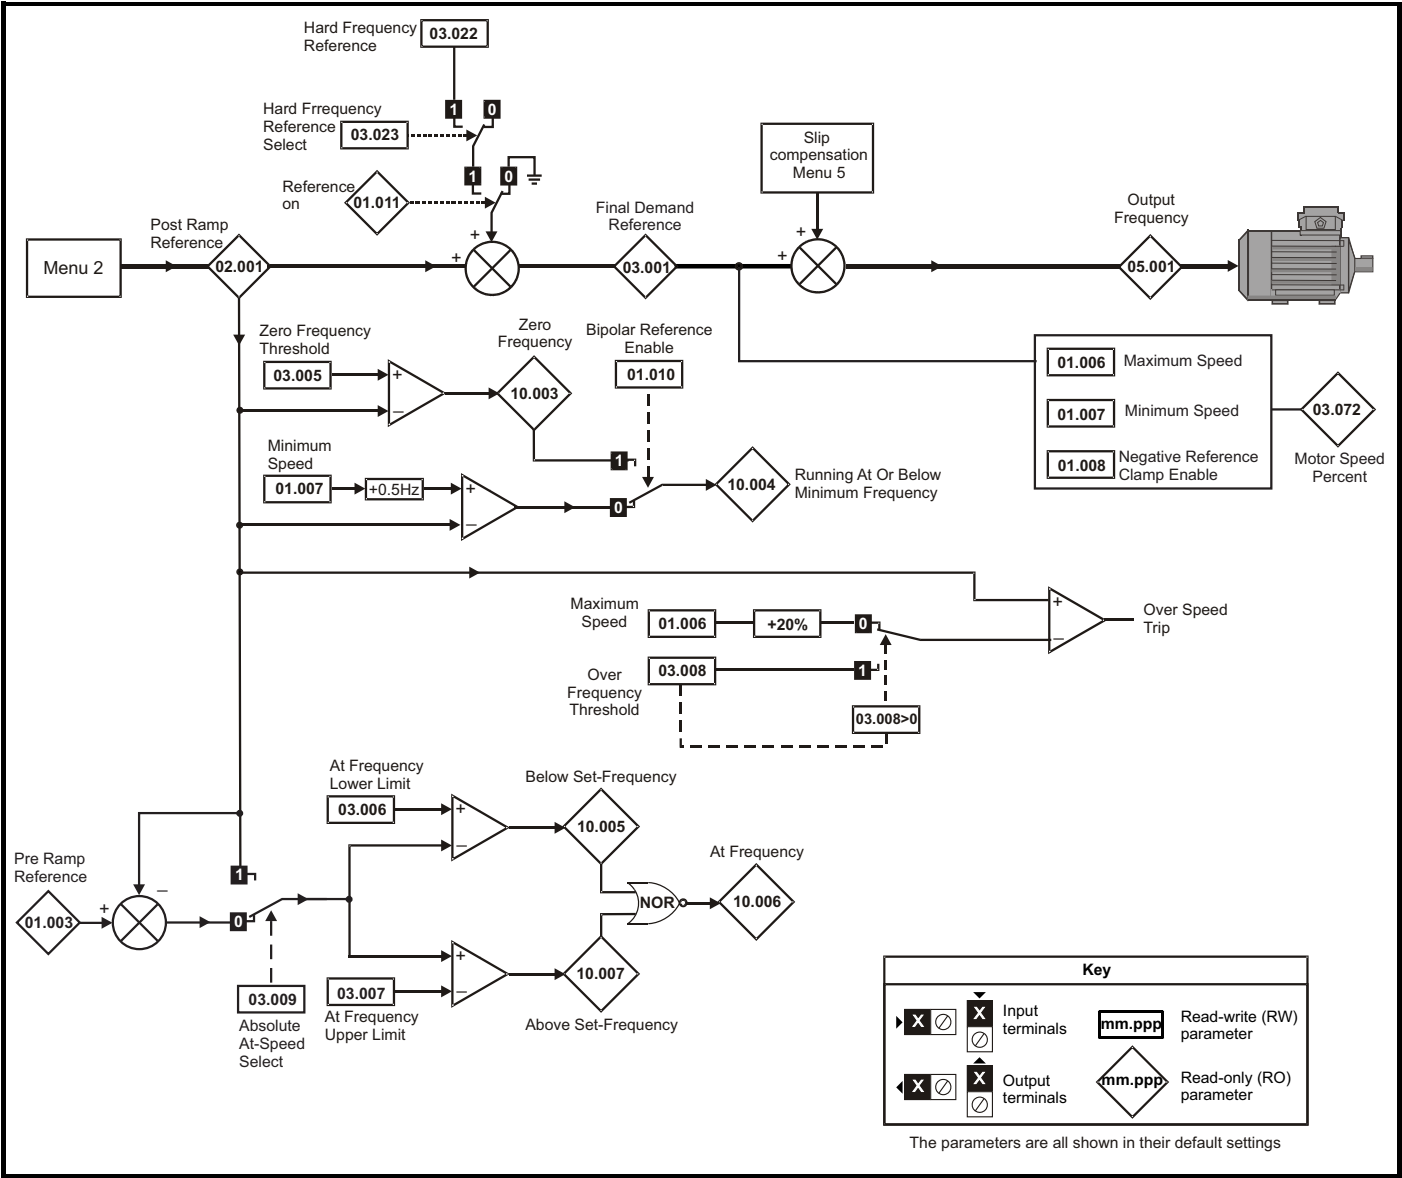 Hard Frequency
Reference
03.022
1 0
Hard Frrequency
Reference
Select
03.023
1 0
Reference
on
01.011
Slip
compensation
Menu 5
Post Ramp
Reference
Final Demand
Reference
Output
Frequency
Menu 2
02.001
+
+
03.001
+
+
05.001
Zero Frequency
Threshold
03.005
+
–
Zero
Frequency
10.003
Bipolar Reference
Enable
01.010
01.006 Maximum Speed
01.007 Minimum Speed
01.008 Negative Reference
Clamp Enable
03.072
Motor Speed
Percent
Minimum
Speed
01.007
+0.5Hz
+
–
1
0
10.004
Running At Or Below
Minimum Frequency
Maximum
Speed
01.006
+20%
0
+
–
Over Speed
Trip
Over
Frequency
Threshold
03.008
1
03.008>0
At Frequency
Lower Limit
03.006
+
–
Below Set-Frequency
10.005
Pre Ramp
Reference
01.003
+
–
1
0
NOR
At Frequency
10.006
03.009
Absolute
At-Speed
Select
03.007
At Frequency
Upper Limit
+
–
10.007
Above Set-Frequency
Key
X
X
Input
terminals
mm.ppp
Read-write (RW)
parameter
X
X
Output
terminals
mm.ppp
Read-only (RO)
parameter
The parameters are all shown in their default settings